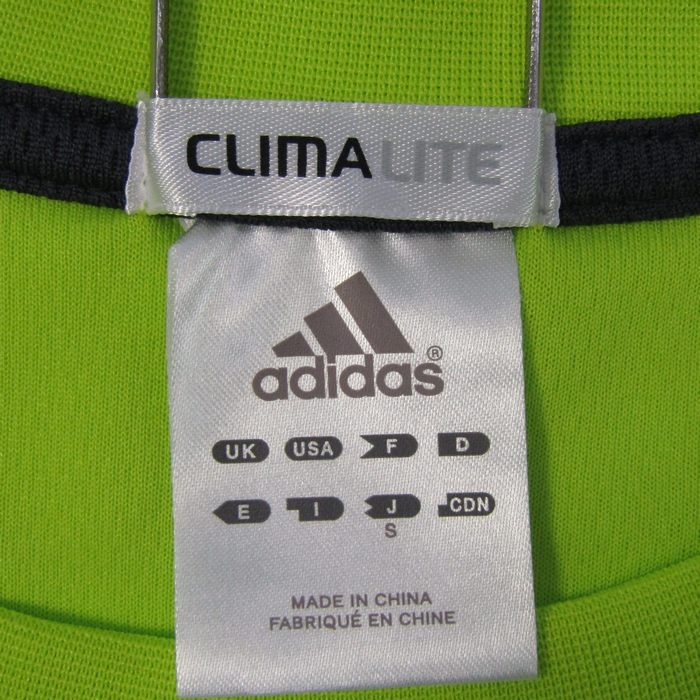 CLIMALITE
adidas®
UK USA F D
E I J CDN
S
MADE IN CHINA
FABRIQUÉ EN CHINE